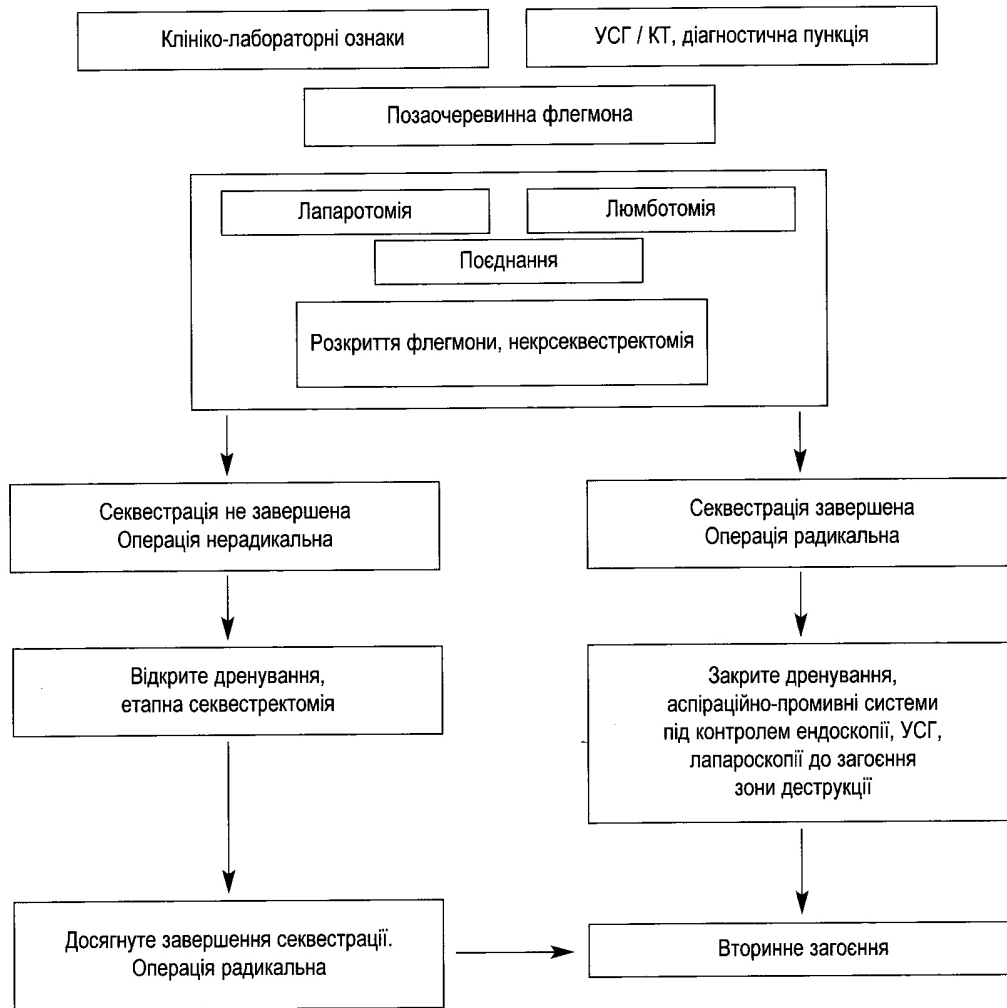 Клініко-лабораторні ознаки
УСГ / КТ, діагностична пункція
Позаочеревинна флегмона
Лапаротомія
Люмботомія
Поєднання
Розкриття флегмони, некрсеквестректомія
Секвестрація не завершена
Операція нерадикальна
Секвестрація завершена
Операція радикальна
Відкрите дренування,
етапна секвестректомія
Закрите дренування,
аспіраційно-промивні системи
під контролем ендоскопії, УСГ,
лапароскопії до загоєння
зони деструкції
Досягнуте завершення секвестрації.
Операція радикальна
Вторинне загоєння